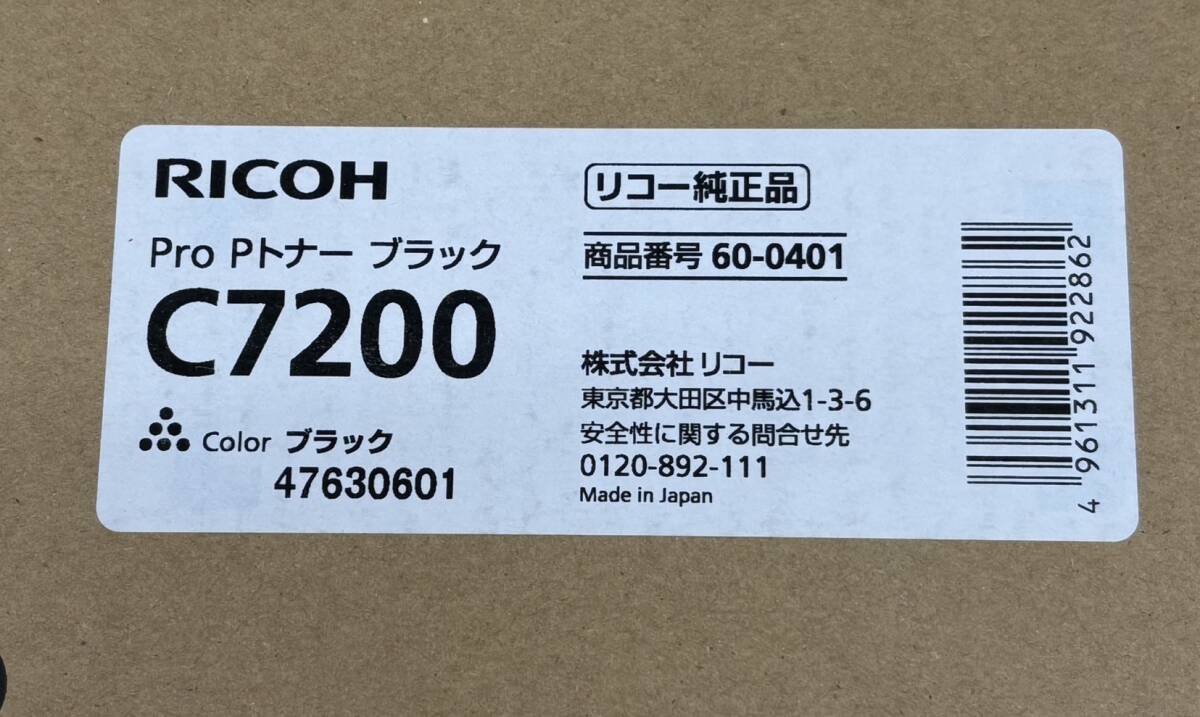 RICOH
Pro Pトナー ブラック
C7200
Color ブラック
47630601
リコー純正品
商品番号 60-0401
株式会社 リコー
東京都大田区中馬込1-3-6
安全性に関する問合せ先
0120-892-111
Made in Japan
4 961311 922862